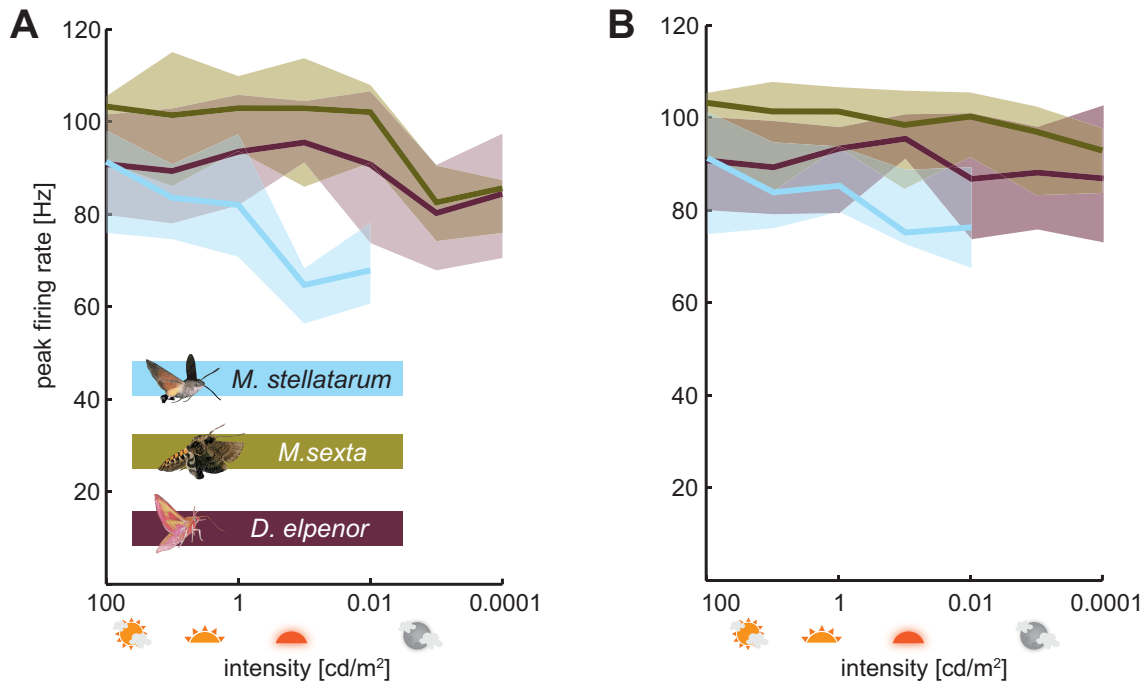 A
120
100
80
60
40
20
peak firing rate [Hz]
M. stellatarum
M.sexta
D. elpenor
100
1
0.01
0.0001
intensity [cd/m²]
B
120
100
80
60
40
20
100
1
0.01
0.0001
intensity [cd/m²]